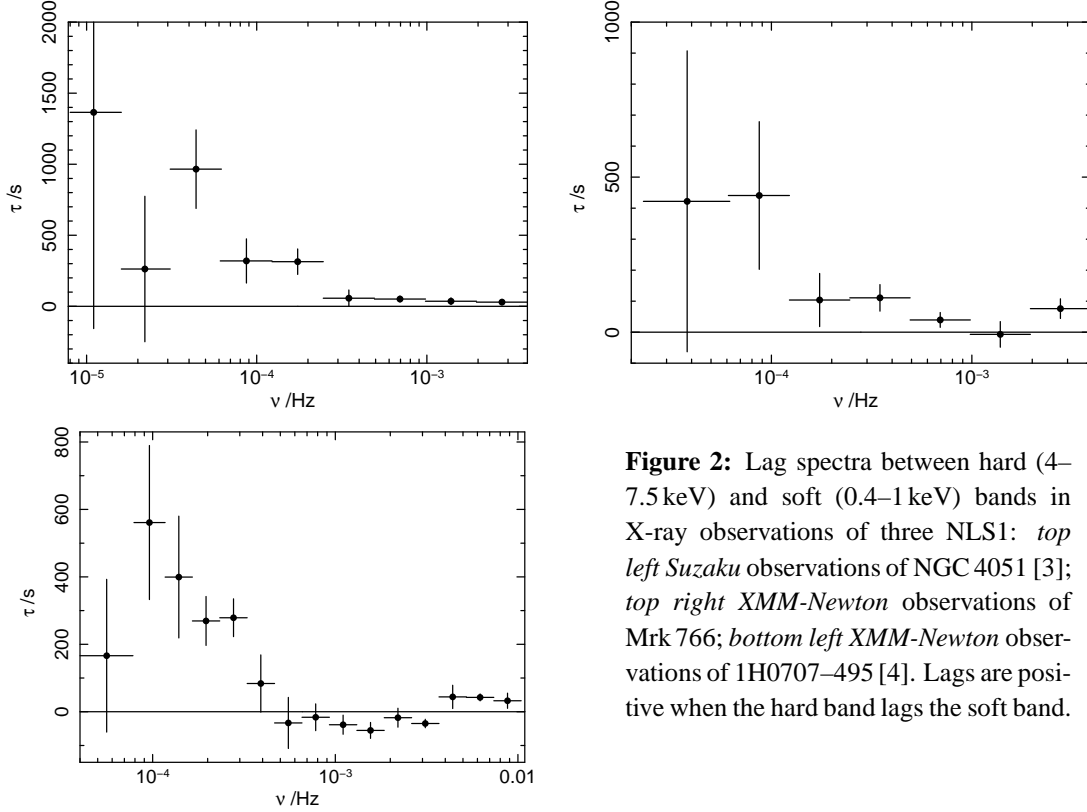 2000
1500
1000
500
0
τ /s
10⁻⁵
10⁻⁴
10⁻³
ν /Hz
1000
500
0
τ /s
10⁻⁴
10⁻³
ν /Hz
800
600
400
200
0
τ /s
10⁻⁴
10⁻³
0.01
ν /Hz
Figure 2: Lag spectra between hard (4–
7.5 keV) and soft (0.4–1 keV) bands in
X-ray observations of three NLS1: top
left Suzaku observations of NGC 4051 [3];
top right XMM-Newton observations of
Mrk 766; bottom left XMM-Newton obser-
vations of 1H0707–495 [4]. Lags are posi-
tive when the hard band lags the soft band.